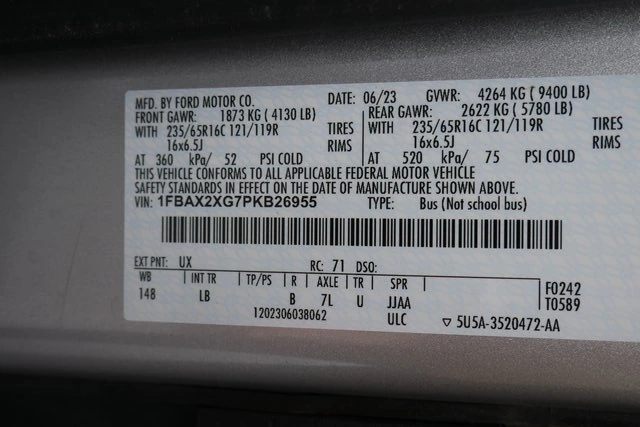 MFD. BY FORD MOTOR CO. DATE: 06/23 GVWR: 4264 KG ( 9400 LB)
FRONT GAWR: 1873 KG ( 4130 LB) REAR GAWR: 2622 KG ( 5780 LB)
WITH 235/65R16C 121/119R TIRES WITH 235/65R16C 121/119R TIRES
16x6.5J RIMS 16x6.5J RIMS
AT 360 kPa/ 52 PSI COLD AT 520 kPa/ 75 PSI COLD
THIS VEHICLE CONFORMS TO ALL APPLICABLE FEDERAL MOTOR VEHICLE
SAFETY STANDARDS IN EFFECT ON THE DATE OF MANUFACTURE SHOWN ABOVE
VIN: 1FBAX2XG7PKB26955 TYPE: Bus (Not school bus)
EXT PNT: UX RC: 71 DSO:
WB INT TR TP/PS R AXLE TR SPR F0242
148 LB B 7L U JJAA T0589
1202306038062 ULC ▽ 5U5A-3520472-AA